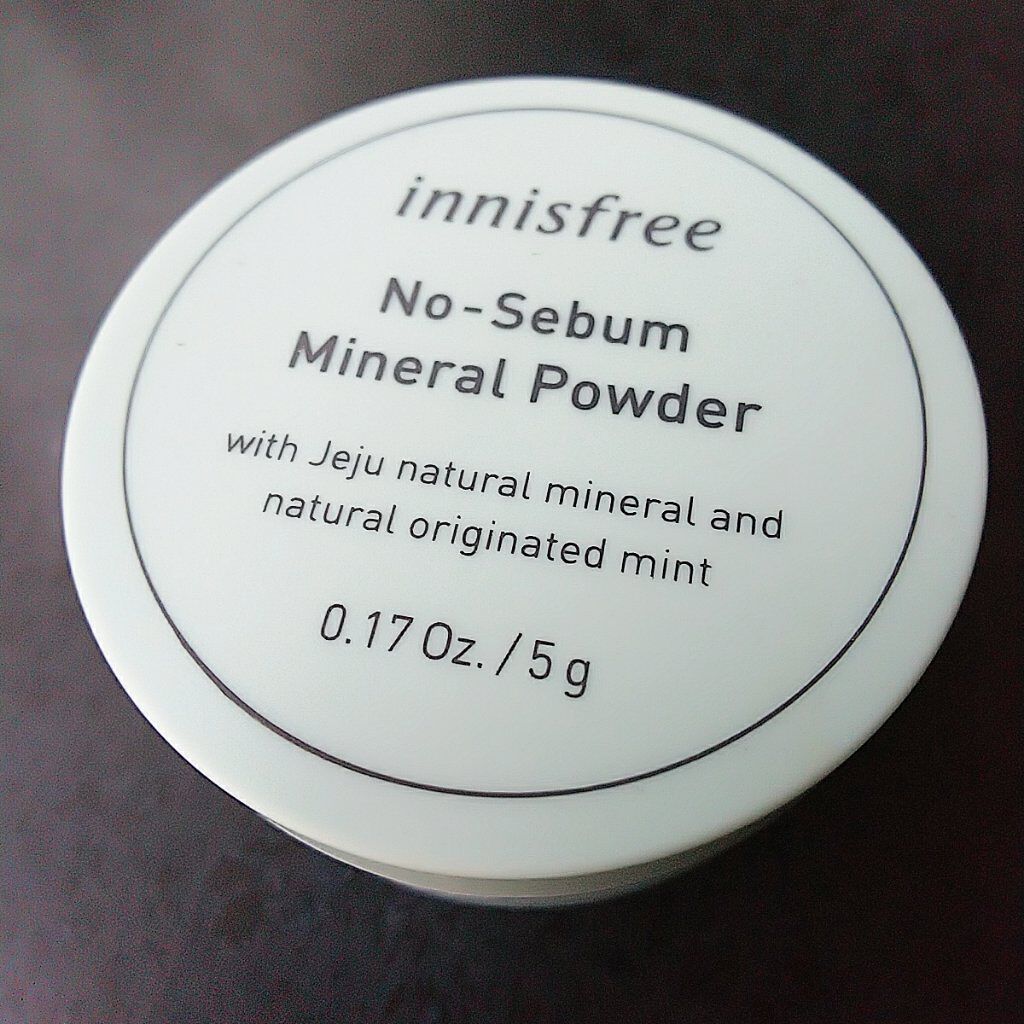 innisfree
No-Sebum
Mineral Powder
with Jeju natural mineral and
natural originated mint
0.17 Oz. / 5 g